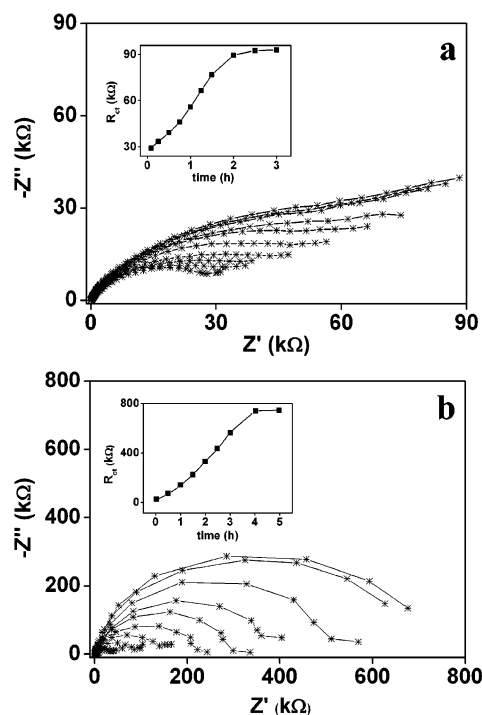 a
90
60
30
0
-Z'' (kΩ)
90
60
30
R_ct (kΩ)
0 1 2 3
time (h)
0 30 60 90
Z' (kΩ)
b
800
600
400
200
0
-Z'' (kΩ)
800
400
0
R_ct (kΩ)
0 1 2 3 4 5
time (h)
0 200 400 600 800
Z' (kΩ)